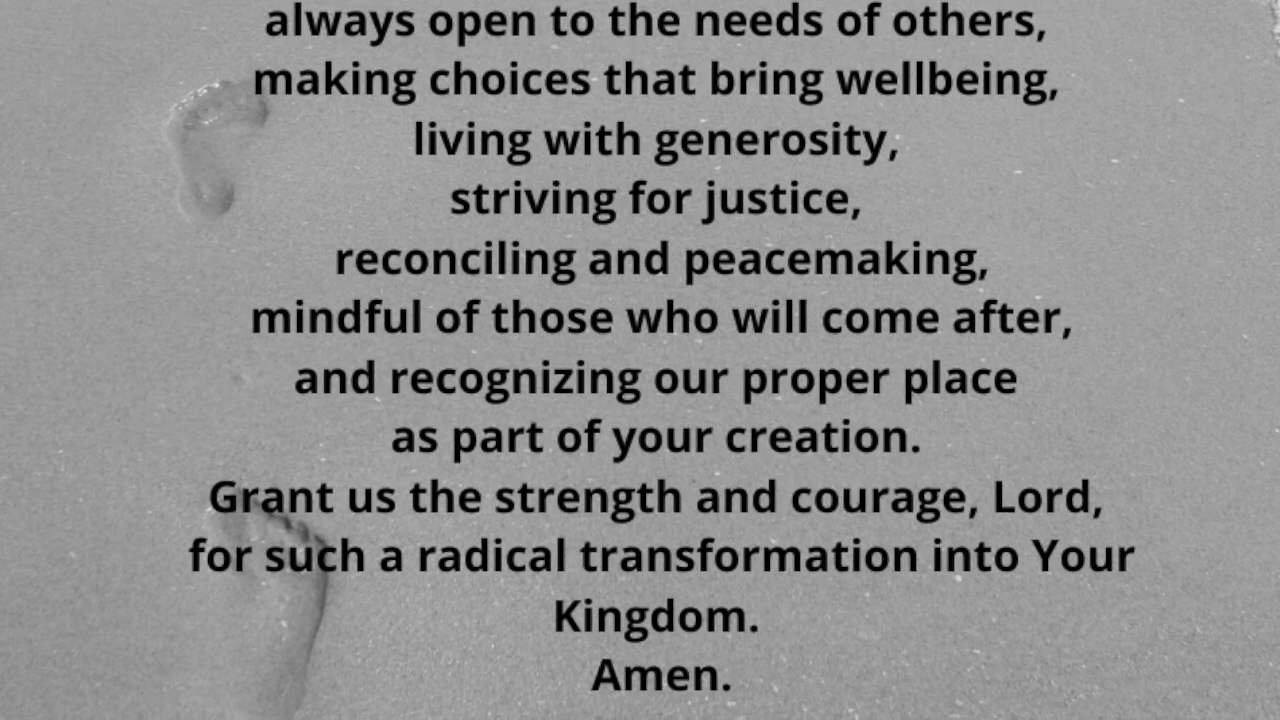 always open to the needs of others,
making choices that bring wellbeing,
living with generosity,
striving for justice,
reconciling and peacemaking,
mindful of those who will come after,
and recognizing our proper place
as part of your creation.
Grant us the strength and courage, Lord,
for such a radical transformation into Your
Kingdom.
Amen.